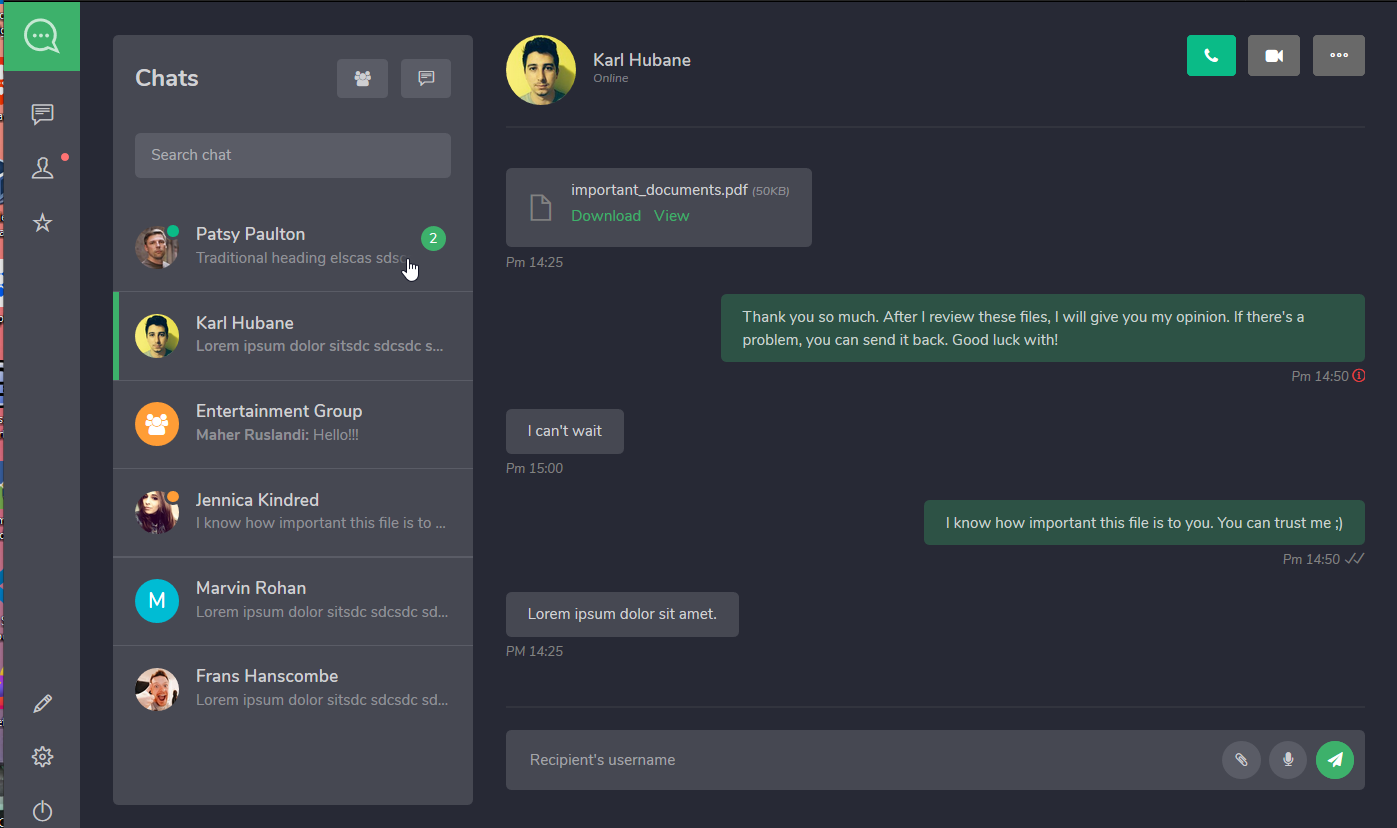 Chats
Search chat
Patsy Paulton
2
Traditional heading elscas sdsc
Karl Hubane
Lorem ipsum dolor sitsdc sdcsdc s...
Entertainment Group
Maher Ruslandi: Hello!!!
Jennica Kindred
I know how important this file is to ...
M
Marvin Rohan
Lorem ipsum dolor sitsdc sdcsdc sd...
Frans Hanscombe
Lorem ipsum dolor sitsdc sdcsdc sd...
Karl Hubane
Online
important_documents.pdf (50KB)
Download View
Pm 14:25
Thank you so much. After I review these files, I will give you my opinion. If there's a
problem, you can send it back. Good luck with!
Pm 14:50
I can't wait
Pm 15:00
I know how important this file is to you. You can trust me ;)
Pm 14:50
Lorem ipsum dolor sit amet.
PM 14:25
Recipient's username